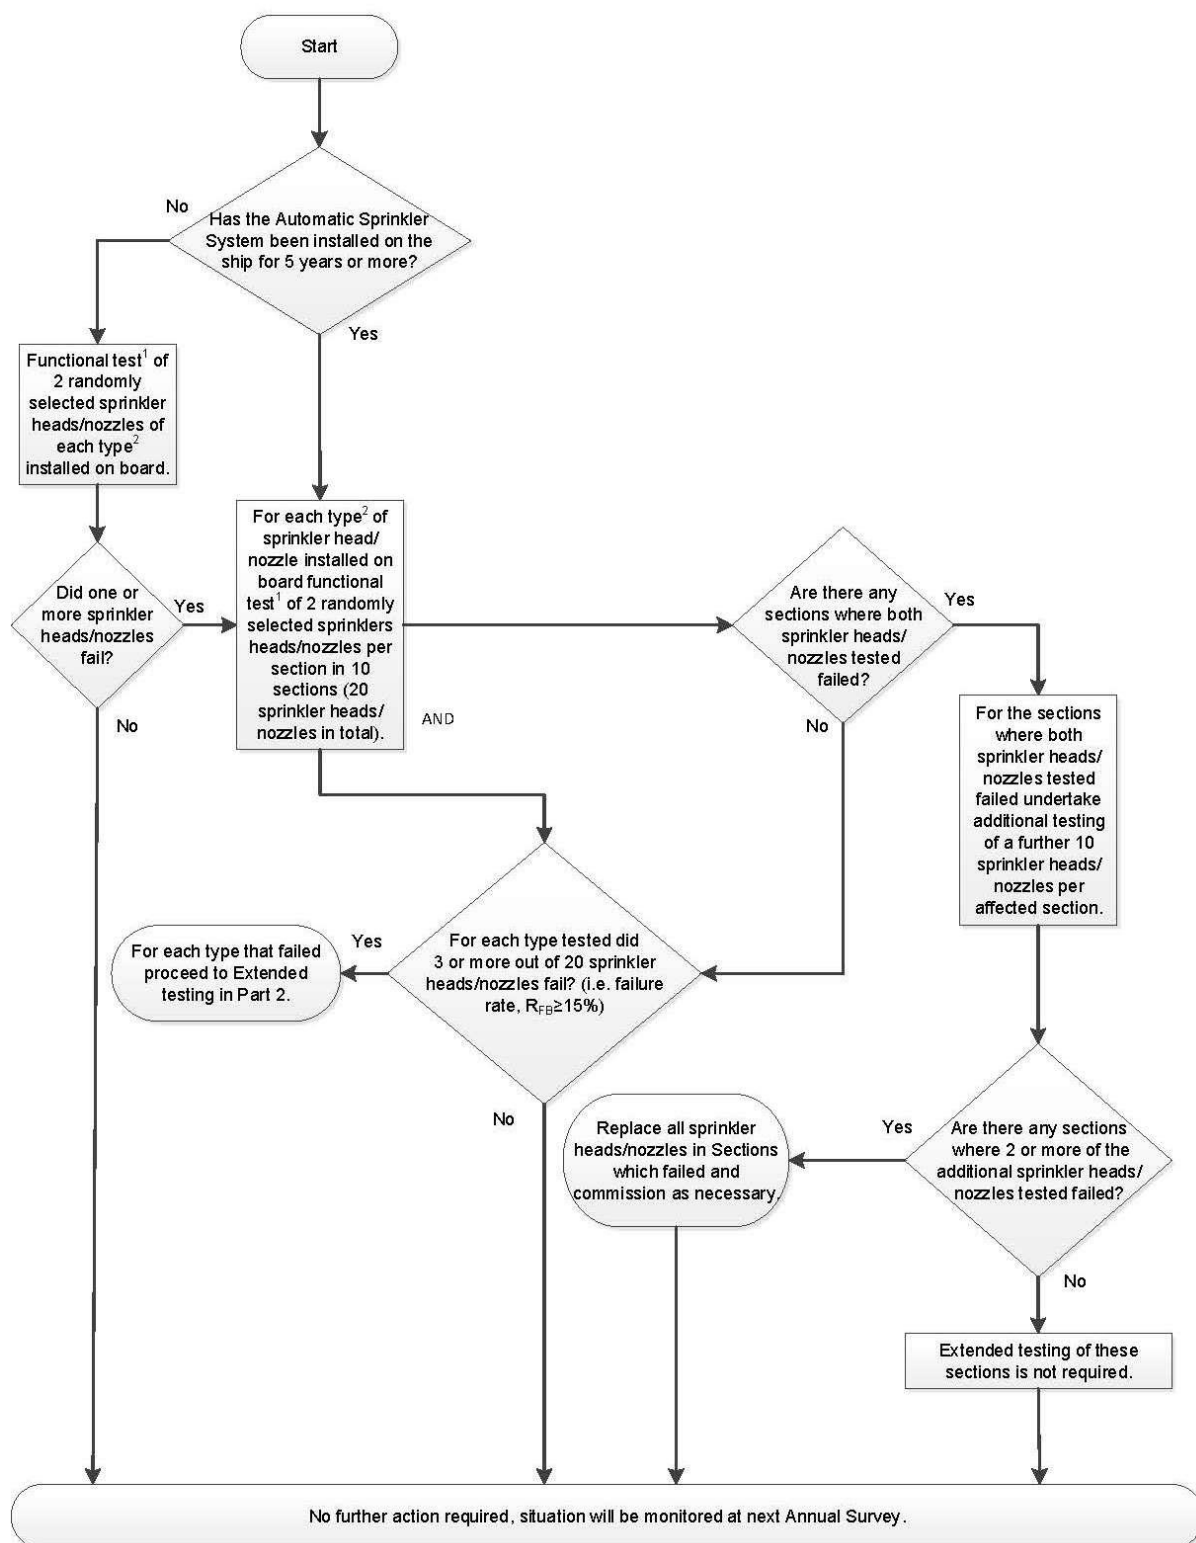 Start
No
Has the Automatic Sprinkler
System been installed on the
ship for 5 years or more?
Yes
Functional test¹ of
2 randomly
selected sprinkler
heads/nozzles of
each type²
installed on board.
For each type² of
sprinkler head/
nozzle installed on
board functional
test¹ of 2 randomly
selected sprinklers
heads/nozzles per
section in 10
sections (20
sprinkler heads/
nozzles in total).
Did one or
more sprinkler
heads/nozzles
fail?
Yes
No
AND
Are there any
sections where both
sprinkler heads/
nozzles tested
failed?
Yes
No
For the sections
where both
sprinkler heads/
nozzles tested
failed undertake
additional testing
of a further 10
sprinkler heads/
nozzles per
affected section.
For each type that failed
proceed to Extended
testing in Part 2.
Yes
For each type tested did
3 or more out of 20 sprinkler
heads/nozzles fail? (i.e. failure
rate, R_FB≥15%)
No
Replace all sprinkler
heads/nozzles in Sections
which failed and
commission as necessary.
Yes
Are there any sections
where 2 or more of the
additional sprinkler heads/
nozzles tested failed?
No
Extended testing of these
sections is not required.
No further action required, situation will be monitored at next Annual Survey.